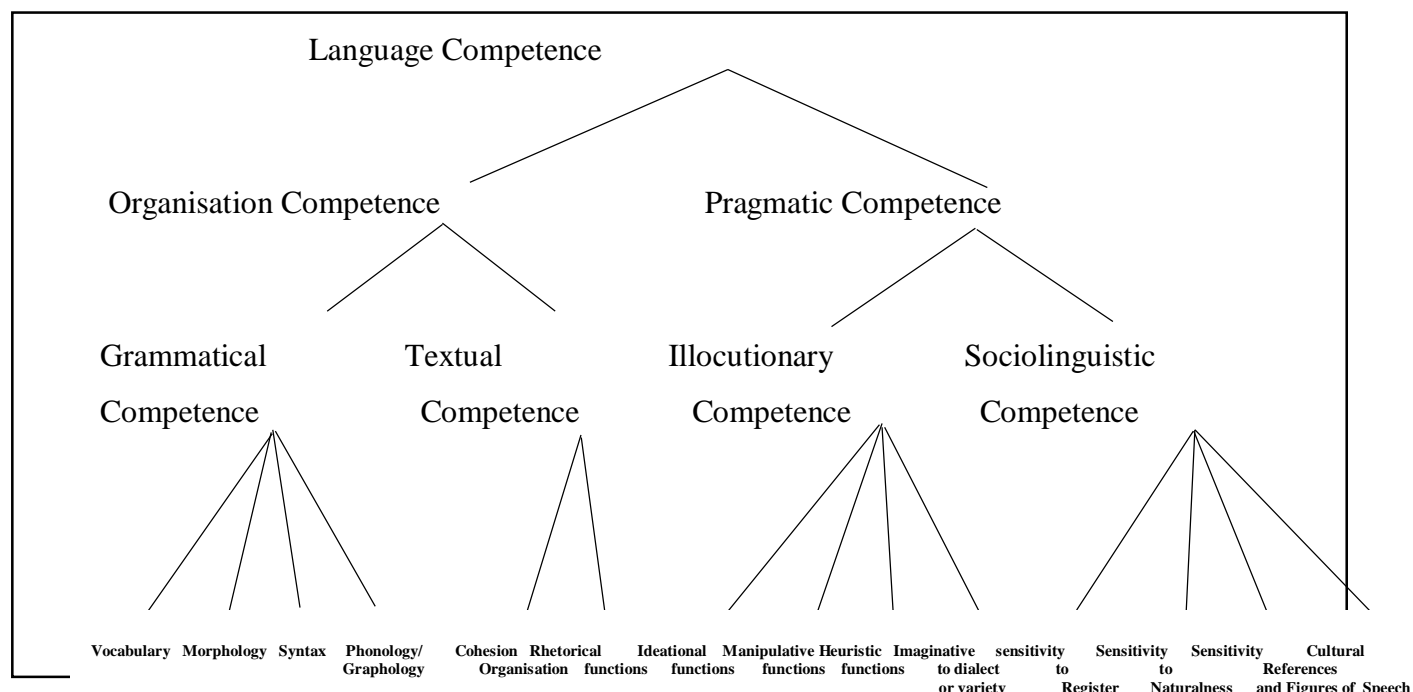 Language Competence
Organisation Competence Pragmatic Competence
Grammatical Textual Illocutionary Sociolinguistic
Competence Competence Competence Competence
Vocabulary Morphology Syntax Phonology/ Cohesion Rhetorical Ideational Manipulative Heuristic Imaginative sensitivity Sensitivity Sensitivity Cultural
Graphology Organisation functions functions functions functions to dialect to to References
or variety Register Naturalness and Figures of Speech